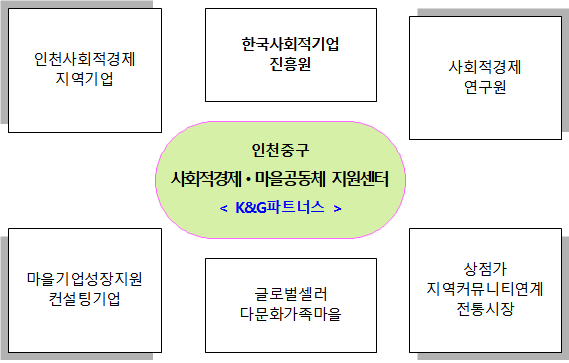 인천사회적경제
지역기업
한국사회적기업
진흥원
사회적경제
연구원
인천중구
사회적경제・마을공동체 지원센터
< K&G파트너스 >
마을기업성장지원
컨설팅기업
글로벌셀러
다문화가족마을
상점가
지역커뮤니티연계
전통시장